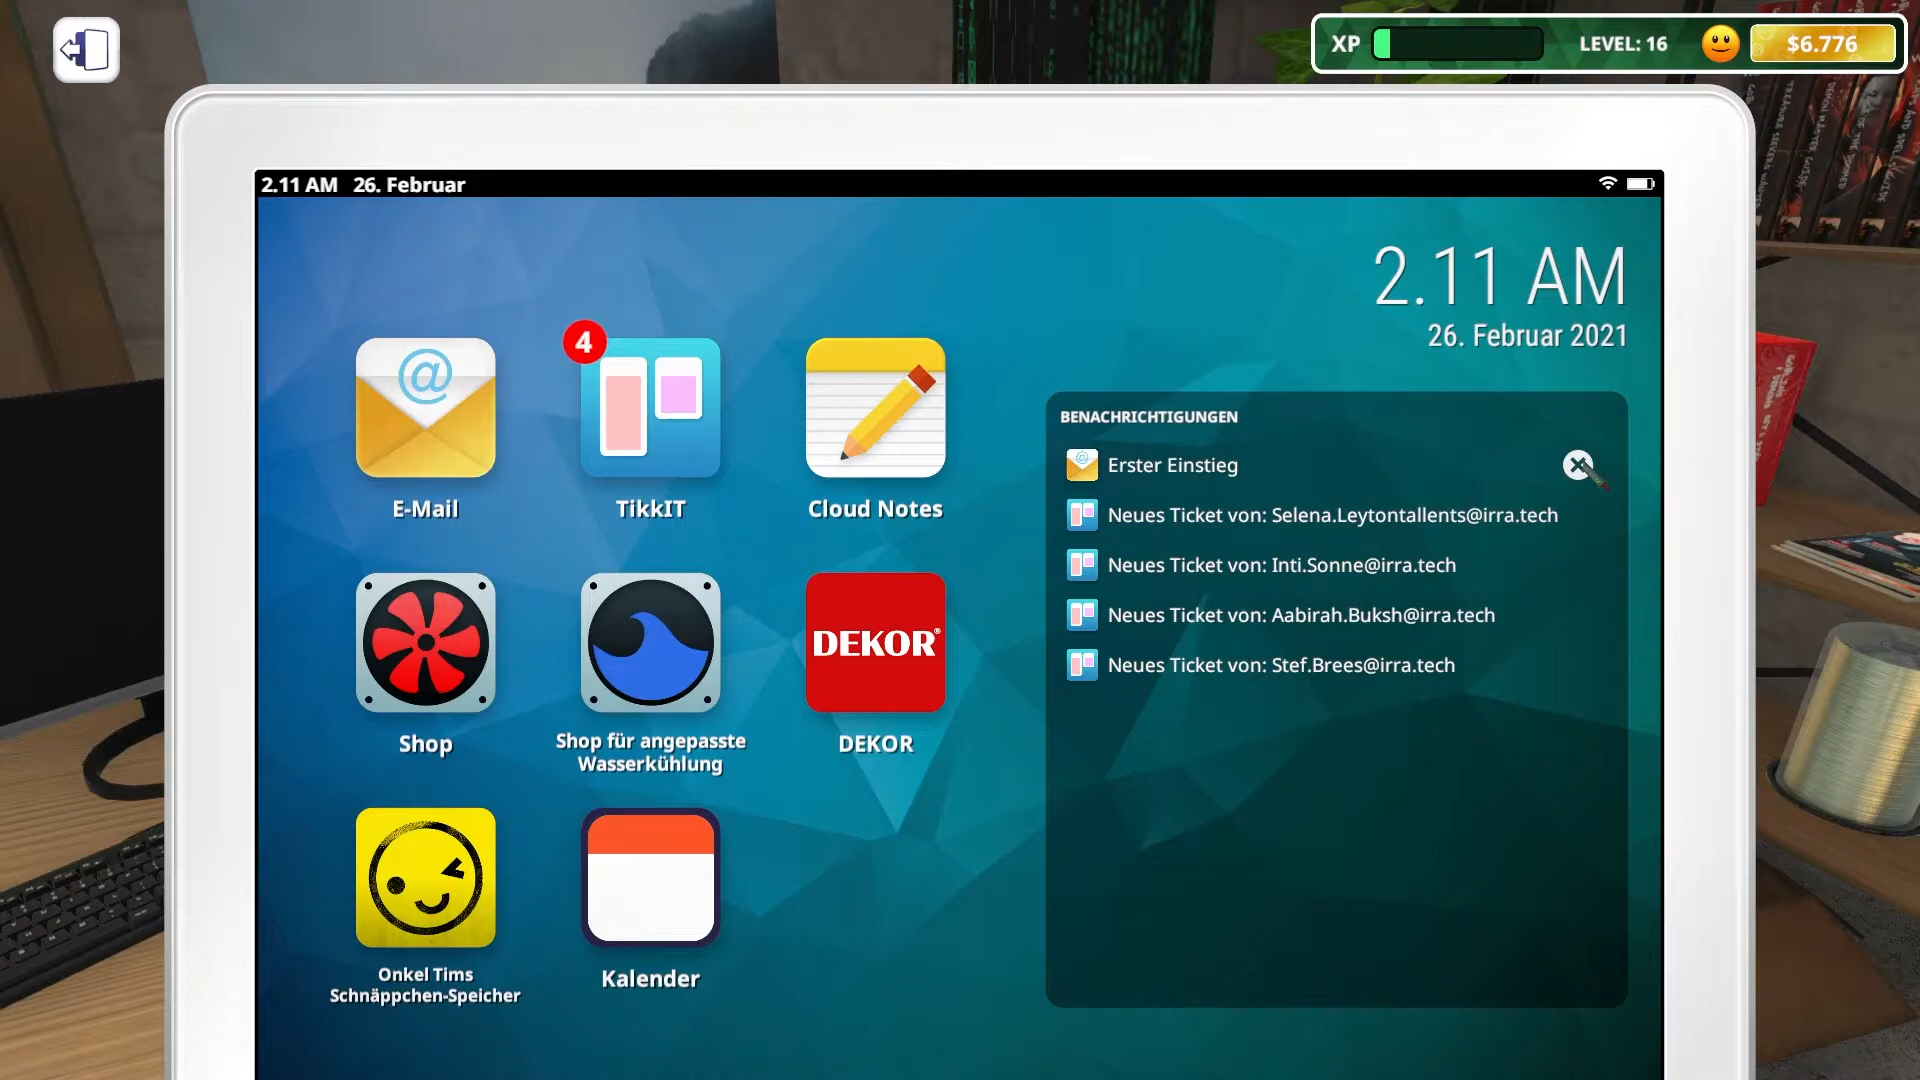 XP
LEVEL: 16
$6.776
2.11 AM 26. Februar
2.11 AM
26. Februar 2021
@
E-Mail
4
TikkIT
Cloud Notes
BENACHRICHTIGUNGEN
Erster Einstieg
Neues Ticket von: Selena.Leytontallents@irra.tech
Neues Ticket von: Inti.Sonne@irra.tech
Neues Ticket von: Aabirah.Buksh@irra.tech
Neues Ticket von: Stef.Brees@irra.tech
Shop
Shop für angepasste
Wasserkühlung
DEKOR®
DEKOR
Onkel Tims
Schnäppchen-Speicher
Kalender